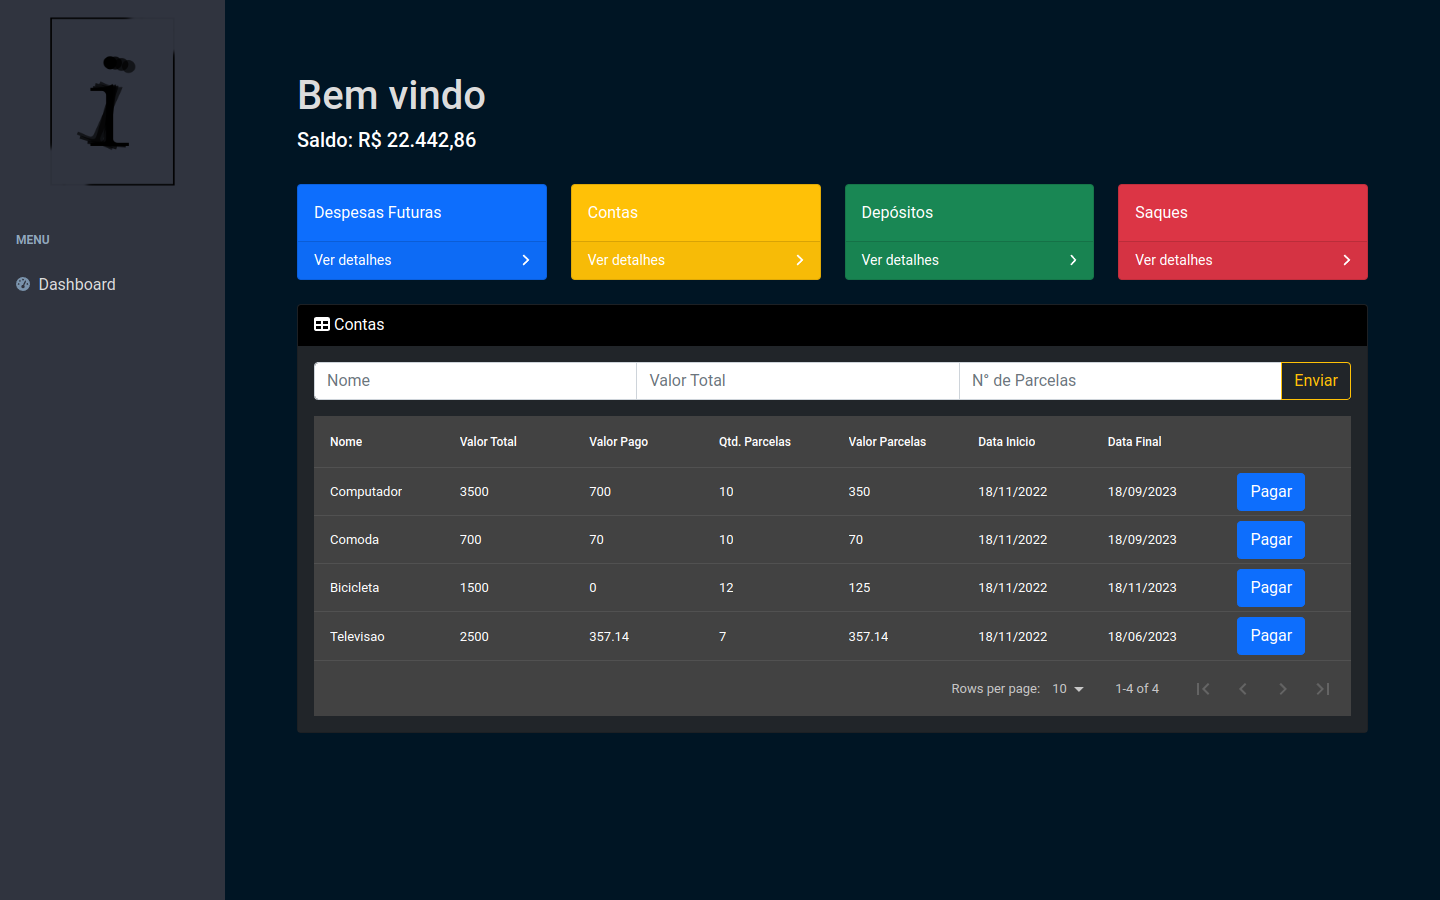 i
MENU
Dashboard
Bem vindo
Saldo: R$ 22.442,86
Despesas Futuras
Ver detalhes
Contas
Ver detalhes
Depósitos
Ver detalhes
Saques
Ver detalhes
Contas
Nome Valor Total N° de Parcelas Enviar
Nome Valor Total Valor Pago Qtd. Parcelas Valor Parcelas Data Inicio Data Final
Computador 3500 700 10 350 18/11/2022 18/09/2023 Pagar
Comoda 700 70 10 70 18/11/2022 18/09/2023 Pagar
Bicicleta 1500 0 12 125 18/11/2022 18/11/2023 Pagar
Televisao 2500 357.14 7 357.14 18/11/2022 18/06/2023 Pagar
Rows per page: 10 1-4 of 4